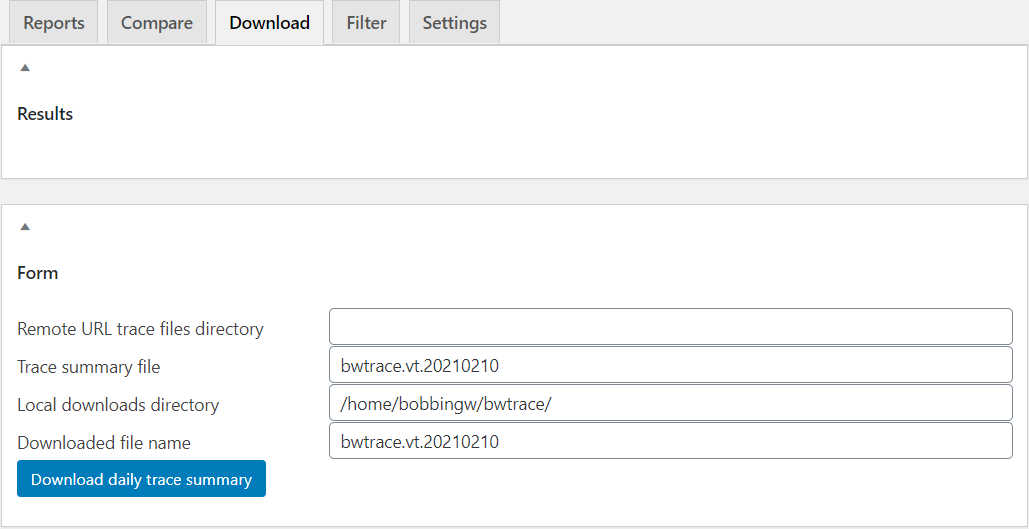 Reports Compare Download Filter Settings
Results
Form
Remote URL trace files directory
Trace summary file bwtrace.vt.20210210
Local downloads directory /home/bobbingw/bwtrace/
Downloaded file name bwtrace.vt.20210210
Download daily trace summary